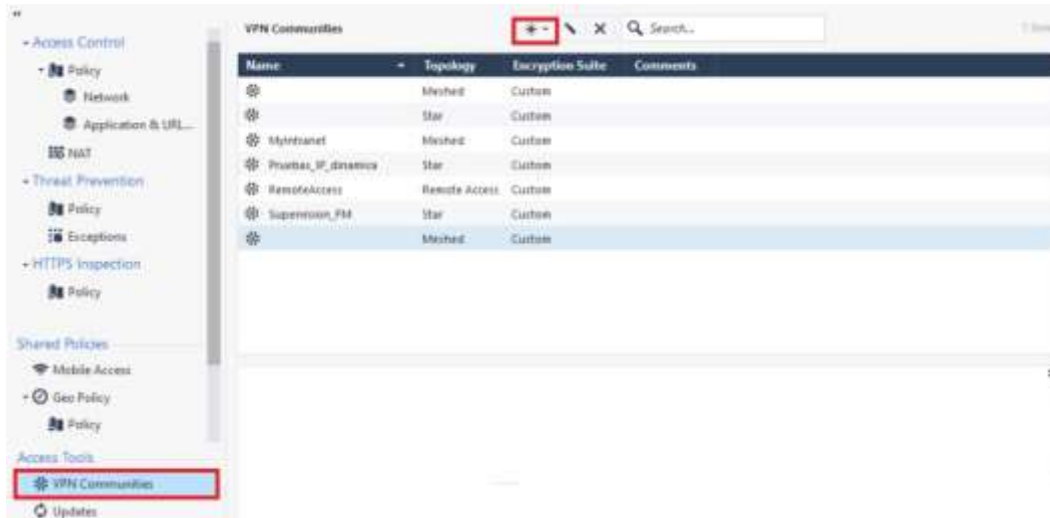 Access Control
Policy
Network
Application & URL...
NAT
Threat Prevention
Policy
Exceptions
HTTPS Inspection
Policy
Shared Policies
Mobile Access
Geo Policy
Policy
Access Tools
VPN Communities
Updates
VPN Communities
Search...
Name Topology Encryption Suite Comments
Meshed Custom
Star Custom
MyIntranet Meshed Custom
Pruebas_IP_dinamica Star Custom
RemoteAccess Remote Access Custom
Supervision_FM Star Custom
Meshed Custom